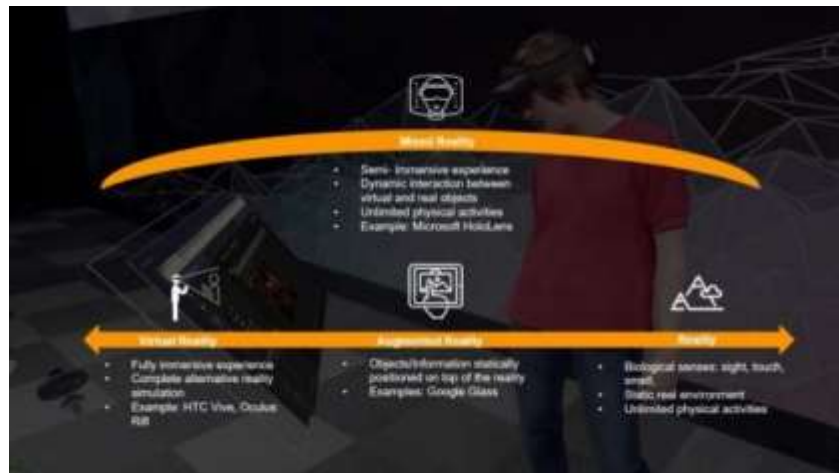 Mixed Reality
Semi- Immersive experience
Dynamic interaction between
virtual and real objects
Unlimited physical activities
Example: Microsoft HoloLens
Virtual Reality
Fully immersive experience
Complete alternative reality
simulation
Example: HTC Vive, Oculus
Rift
Augmented Reality
Objects/Information statically
positioned on top of the reality
Examples: Google Glass
Reality
Biological senses: sight, touch,
smell
Static real environment
Unlimited physical activities